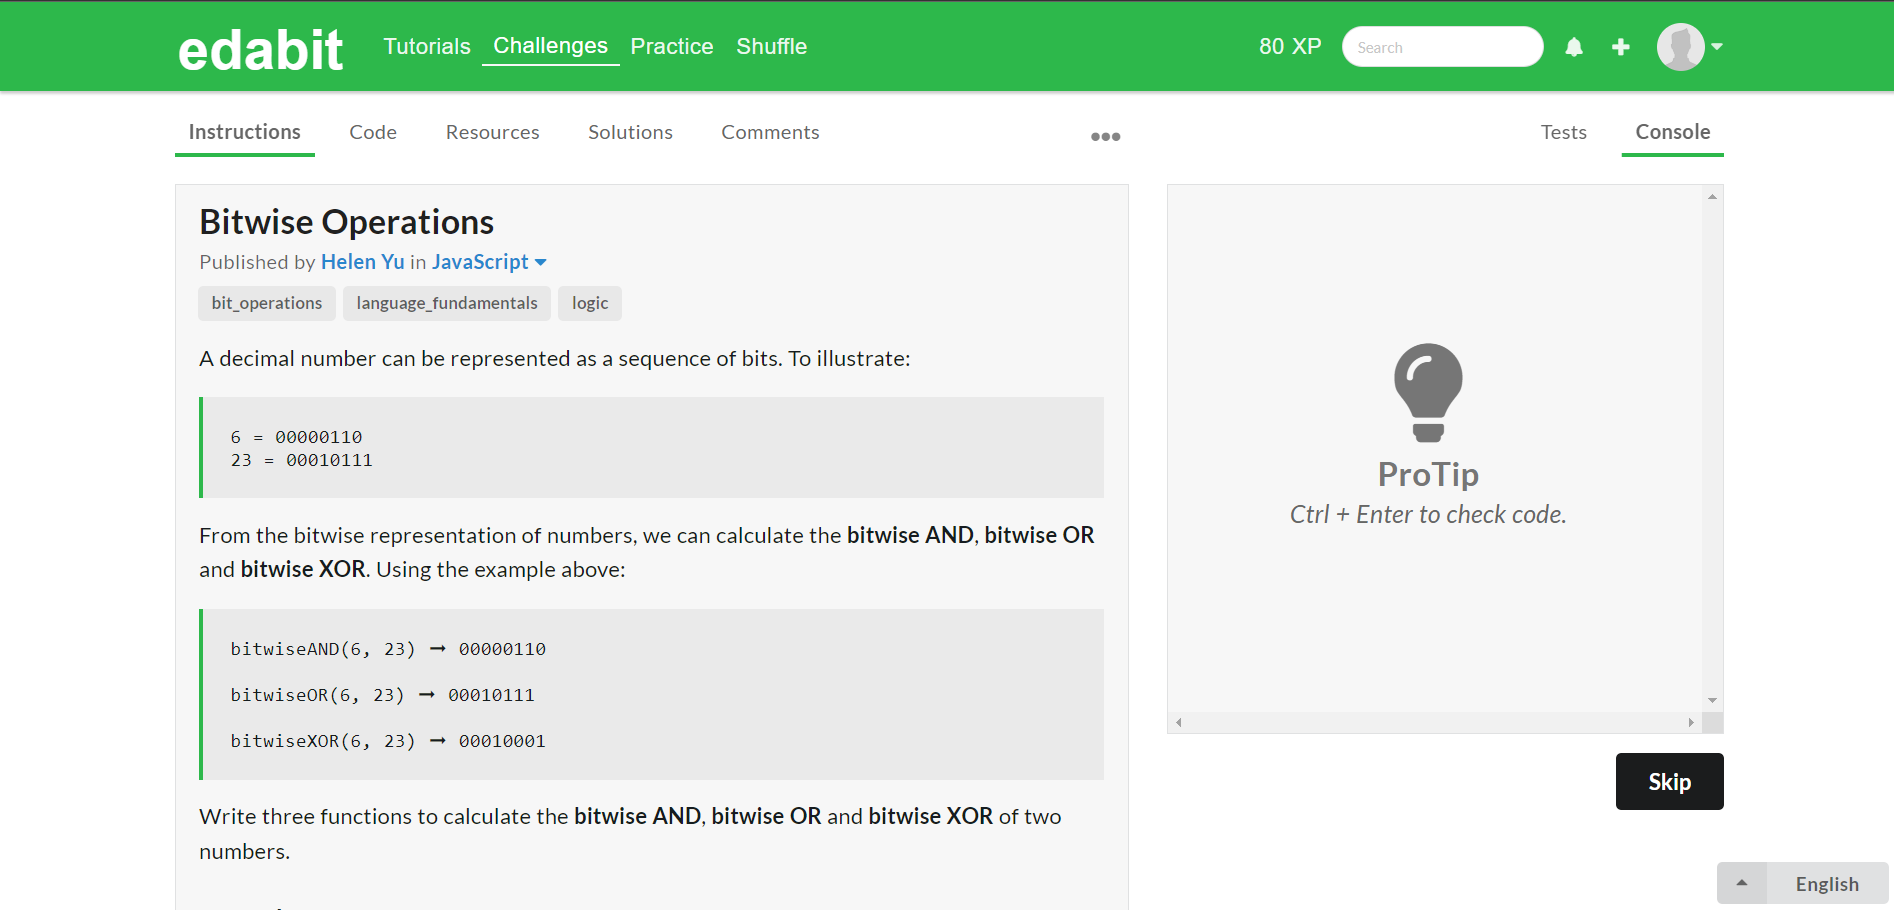 edabit
Tutorials Challenges Practice Shuffle
80 XP Search
Instructions Code Resources Solutions Comments
Tests Console
Bitwise Operations
Published by Helen Yu in JavaScript
bit_operations language_fundamentals logic
A decimal number can be represented as a sequence of bits. To illustrate:
6 = 00000110
23 = 00010111
From the bitwise representation of numbers, we can calculate the bitwise AND, bitwise OR
and bitwise XOR. Using the example above:
bitwiseAND(6, 23) ➞ 00000110
bitwiseOR(6, 23) ➞ 00010111
bitwiseXOR(6, 23) ➞ 00010001
Write three functions to calculate the bitwise AND, bitwise OR and bitwise XOR of two
numbers.
ProTip
Ctrl + Enter to check code.
Skip
English